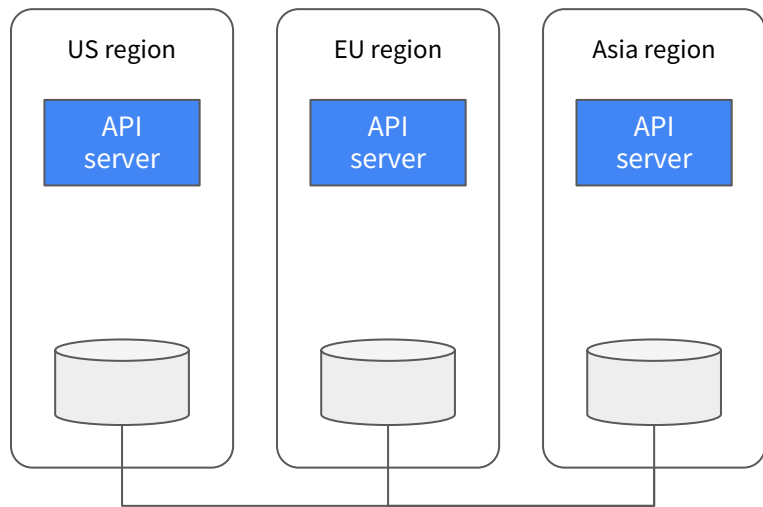 US region
EU region
Asia region
API
server
API
server
API
server